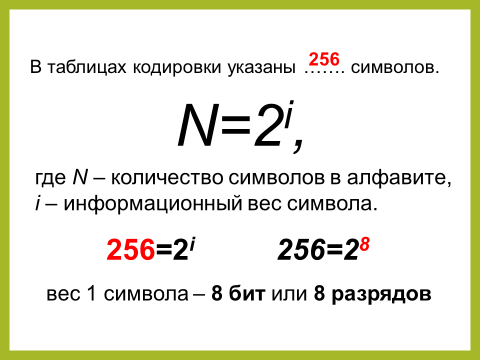 В таблицах кодировки указаны …256…. символов.
N=2ⁱ,
где N – количество символов в алфавите,
i – информационный вес символа.
256=2ⁱ 256=2⁸
вес 1 символа – 8 бит или 8 разрядов